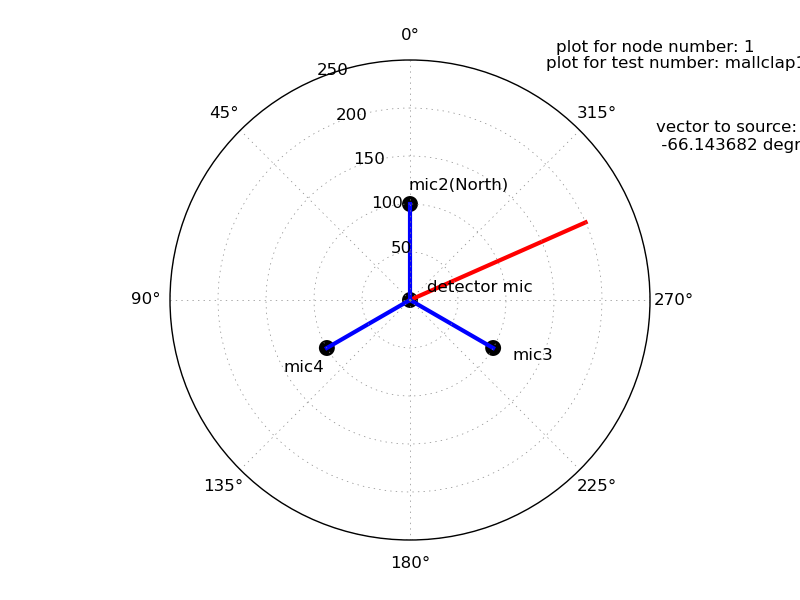 0°
plot for node number: 1
plot for test number: mallclap1
250
45°
315°
200
vector to source:
-66.143682 degr
150
mic2(North)
100
50
detector mic
90°
270°
mic3
mic4
135°
225°
180°